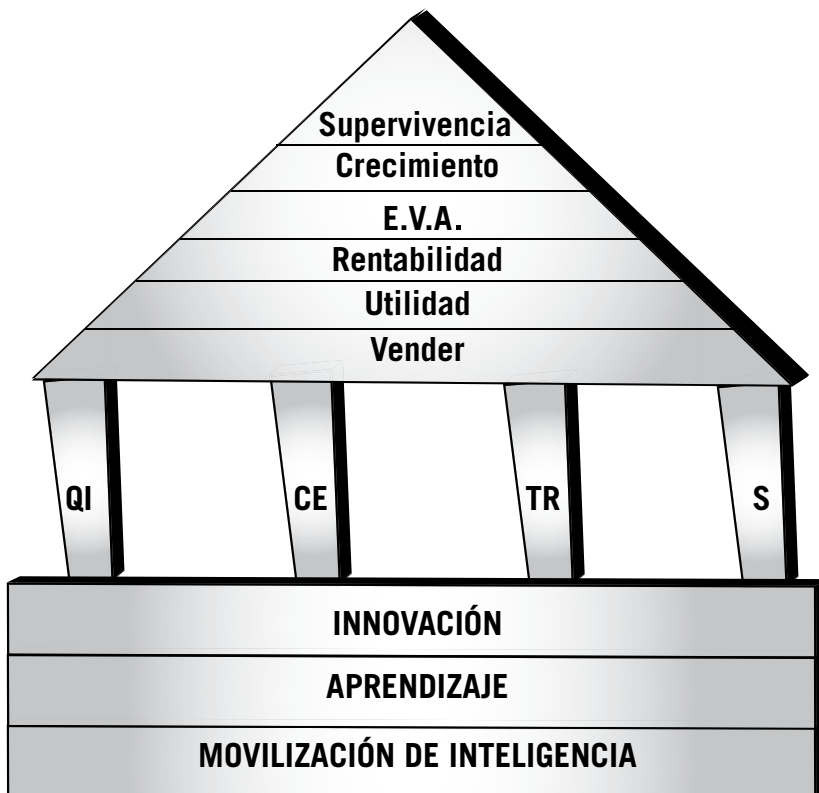 Supervivencia
Crecimiento
E.V.A.
Rentabilidad
Utilidad
Vender
QI CE TR S
INNOVACIÓN
APRENDIZAJE
MOVILIZACIÓN DE INTELIGENCIA